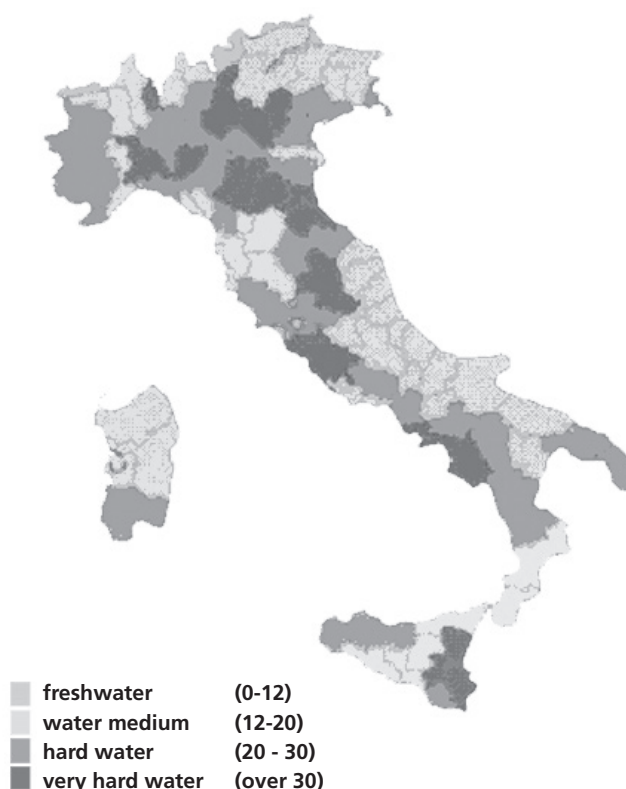 freshwater (0-12)
water medium (12-20)
hard water (20 - 30)
very hard water (over 30)